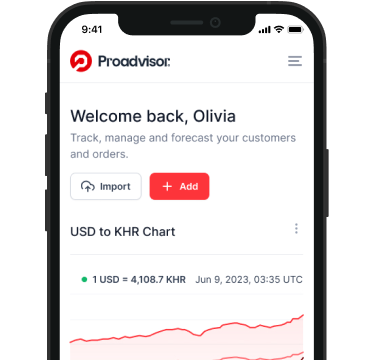 9:41
Proadvisor
Welcome back, Olivia
Track, manage and forecast your customers
and orders.
Import
Add
USD to KHR Chart
1 USD = 4,108.7 KHR Jun 9, 2023, 03:35 UTC